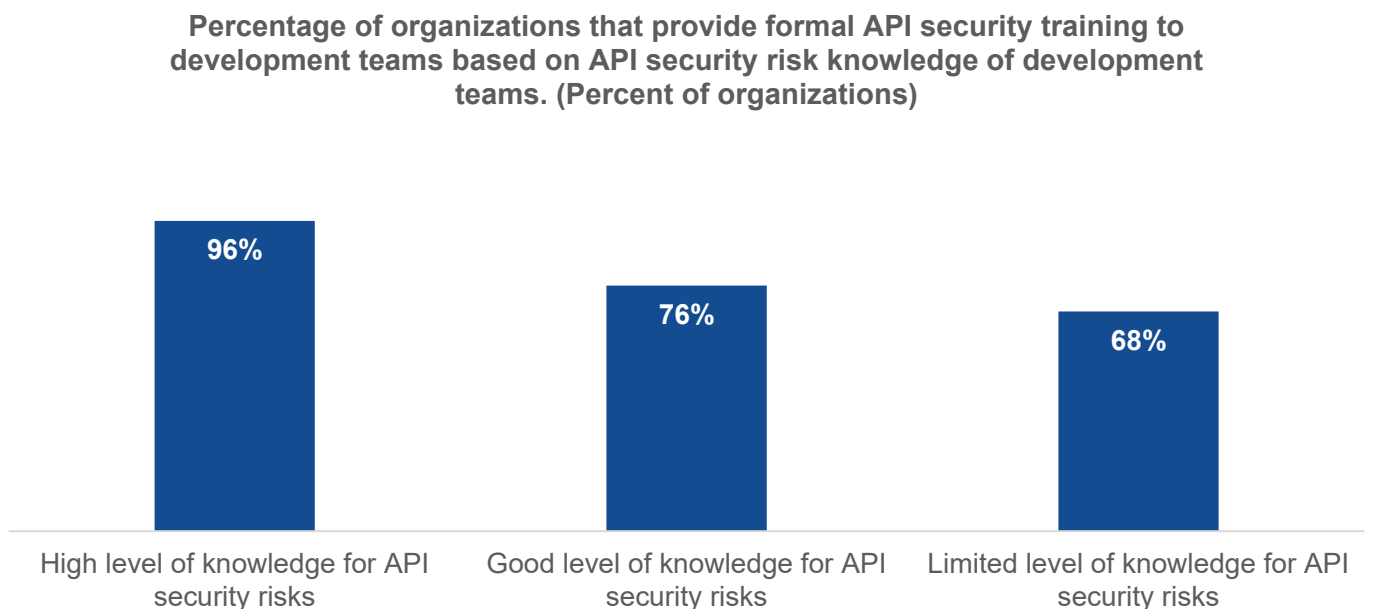 Percentage of organizations that provide formal API security training to
development teams based on API security risk knowledge of development
teams. (Percent of organizations)
96%
76%
68%
High level of knowledge for API
security risks
Good level of knowledge for API
security risks
Limited level of knowledge for API
security risks